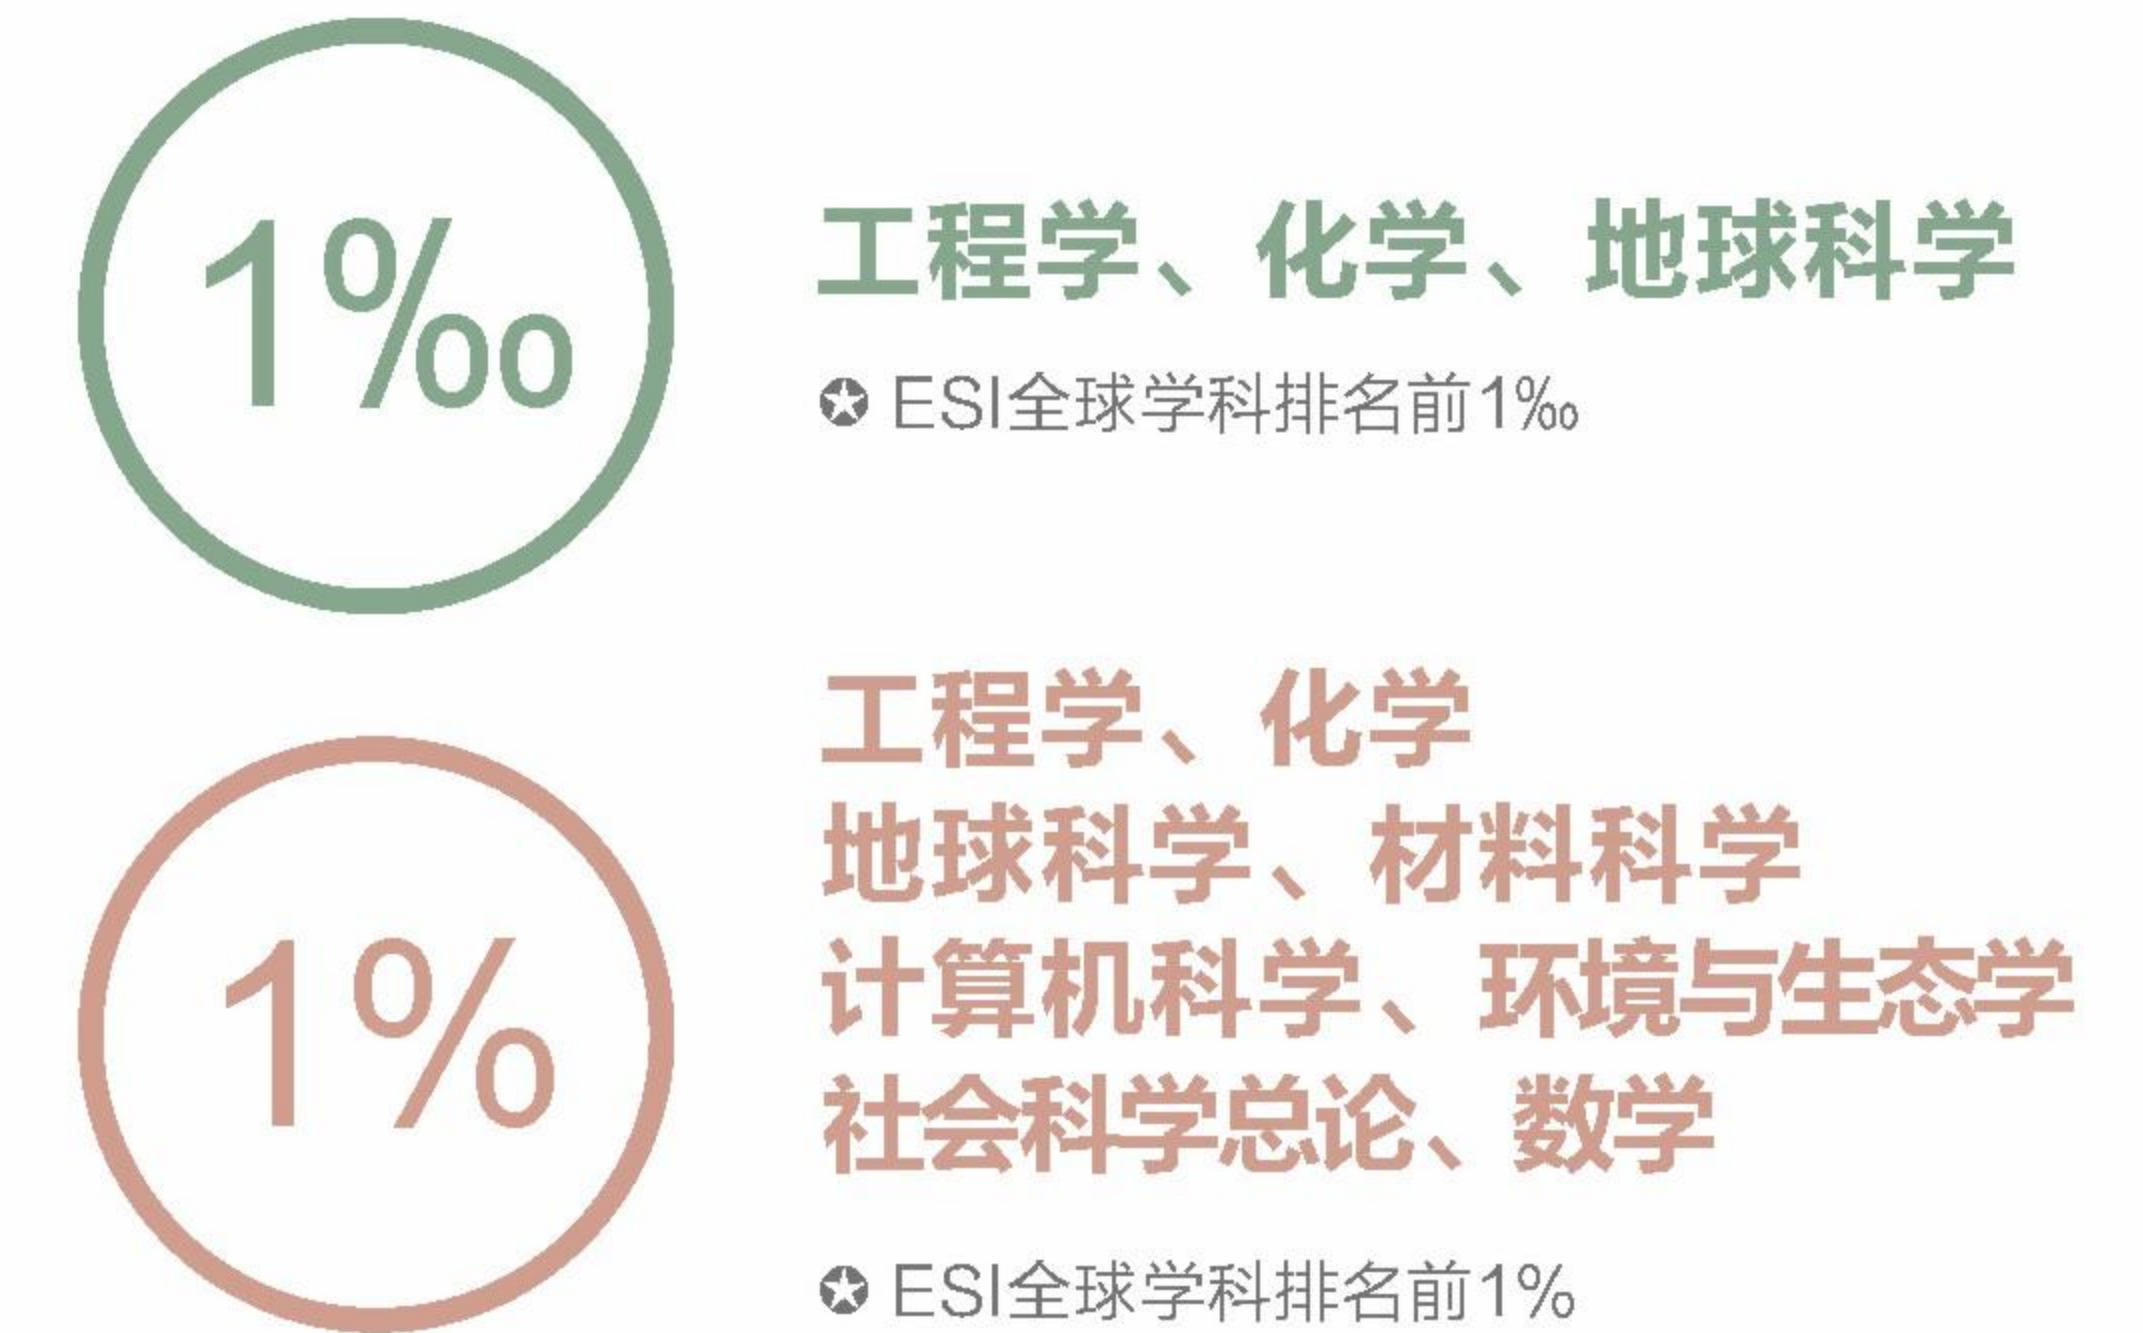 1‰
工程学、化学、地球科学
✪ ESI全球学科排名前1‰
1%
工程学、化学
地球科学、材料科学
计算机科学、环境与生态学
社会科学总论、数学
✪ ESI全球学科排名前1%